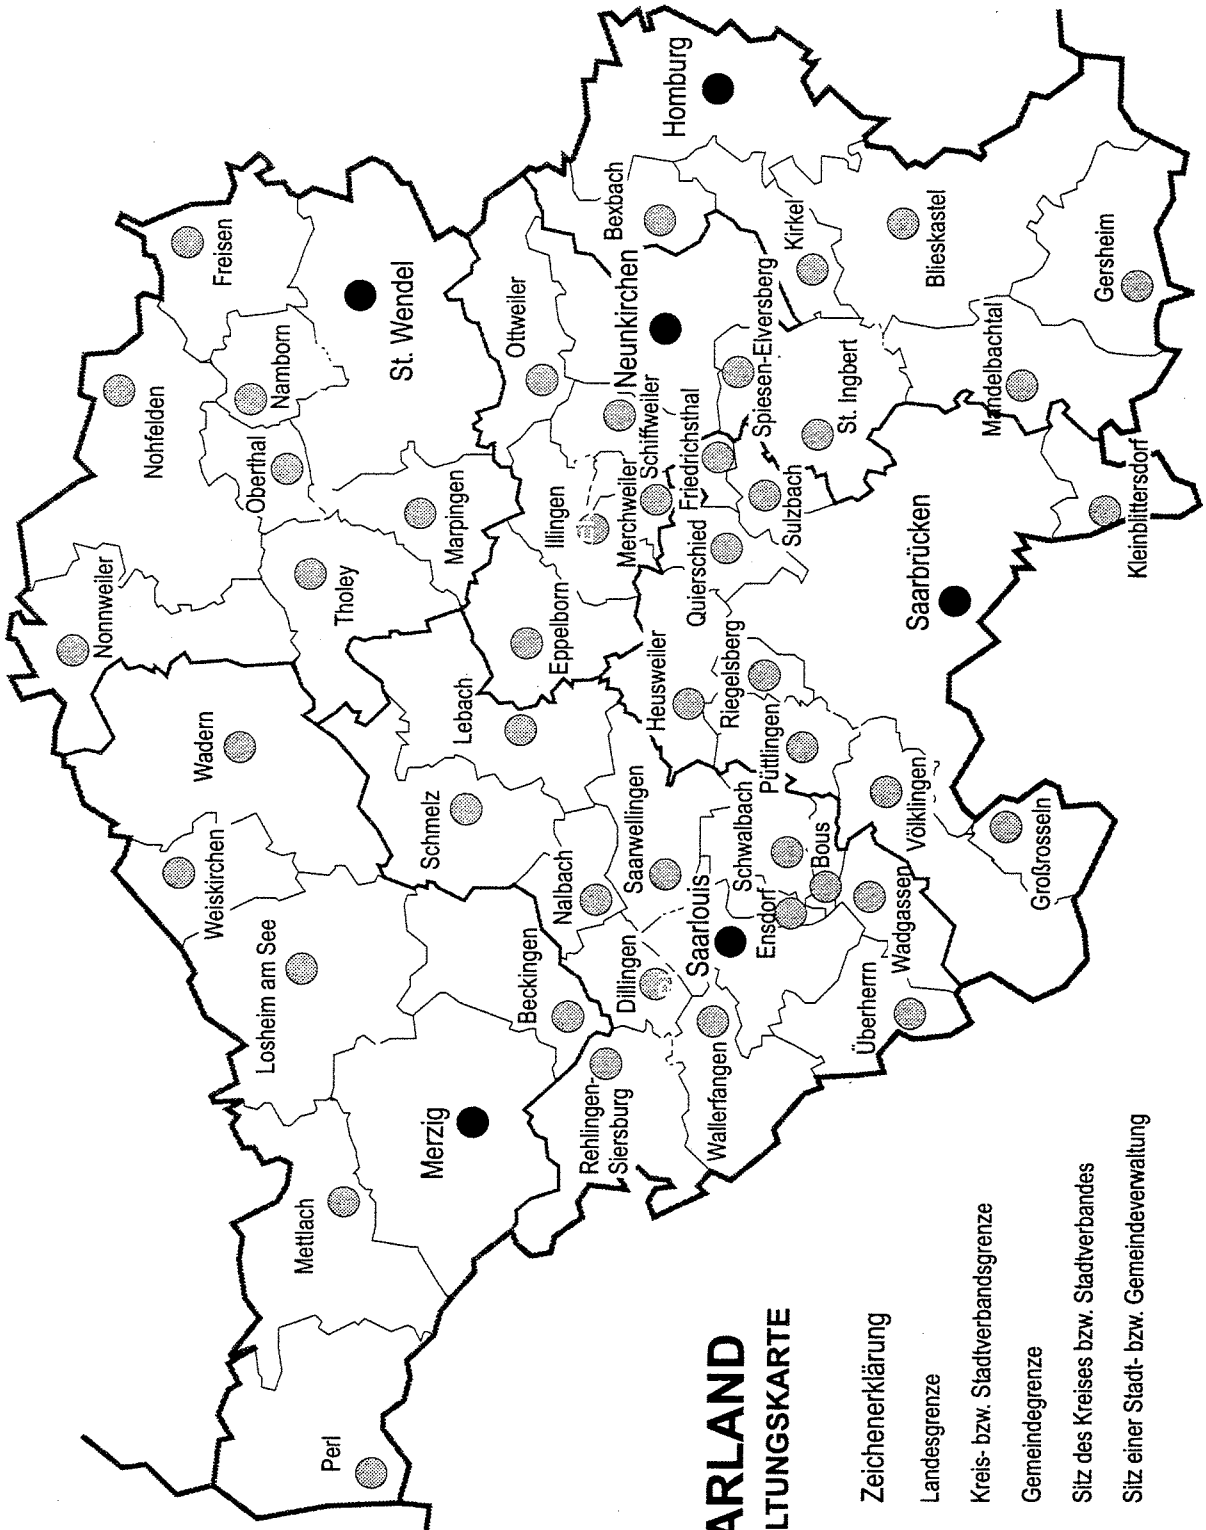 Perl
Mettlach
Merzig
Losheim am See
Weiskirchen
Wadern
Nonnweiler
Nohfelden
Freisen
Namborn
Oberthal
St. Wendel
Tholey
Marpingen
Beckingen
Rehlingen-
Siersburg
Schmelz
Lebach
Nalbach
Dillingen
Saarwellingen
Wallerfangen
Saarlouis
Schwalbach
Ensdorf
Bous
Wadgassen
Überherrn
Eppelborn
Illingen
Merchweiler
Ottweiler
Schiffweiler
Neunkirchen
Spiesen-Elversberg
Bexbach
Homburg
Kirkel
St. Ingbert
Blieskastel
Mandelbachtal
Gersheim
Heusweiler
Riegelsberg
Püttlingen
Völklingen
Großrosseln
Quierschied
Friedrichsthal
Sulzbach
Saarbrücken
Kleinblittersdorf
ARLAND
LTUNGSKARTE
Zeichenerklärung
Landesgrenze
Kreis- bzw. Stadtverbandsgrenze
Gemeindegrenze
Sitz des Kreises bzw. Stadtverbandes
Sitz einer Stadt- bzw. Gemeindeverwaltung